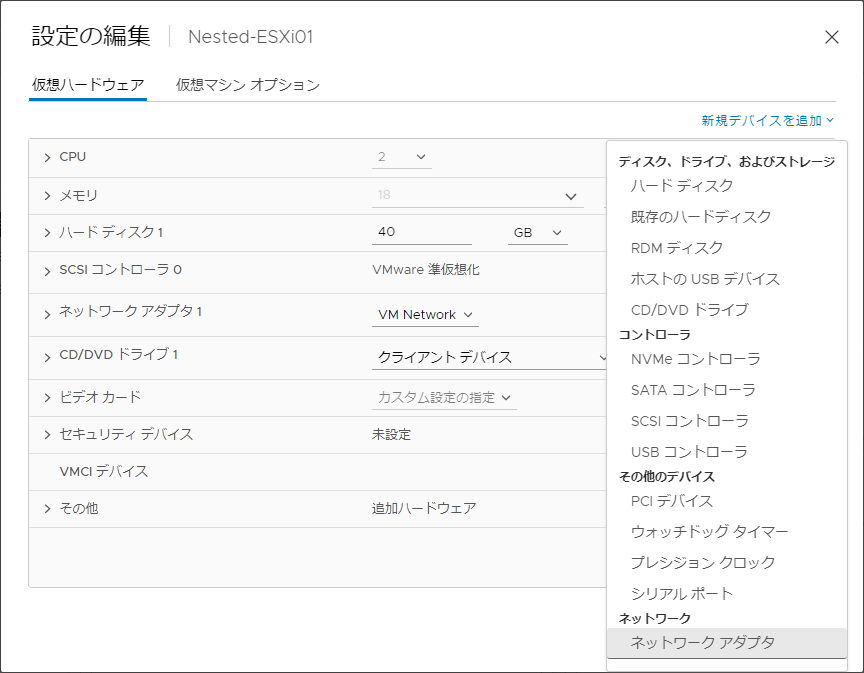 設定の編集 Nested-ESXi01
仮想ハードウェア 仮想マシン オプション
新規デバイスを追加
CPU 2
メモリ 18
ハード ディスク 1 40 GB
SCSI コントローラ 0 VMware 準仮想化
ネットワーク アダプタ 1 VM Network
CD/DVD ドライブ 1 クライアント デバイス
ビデオ カード カスタム設定の指定
セキュリティ デバイス 未設定
VMCI デバイス
その他 追加ハードウェア
ディスク、ドライブ、およびストレージ
ハード ディスク
既存のハードディスク
RDM ディスク
ホストの USB デバイス
CD/DVD ドライブ
コントローラ
NVMe コントローラ
SATA コントローラ
SCSI コントローラ
USB コントローラ
その他のデバイス
PCI デバイス
ウォッチドッグ タイマー
プレシジョン クロック
シリアル ポート
ネットワーク
ネットワーク アダプタ